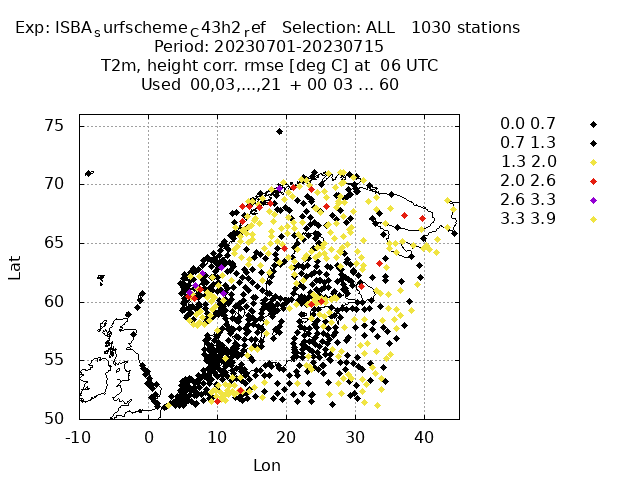 Exp: ISBAsurfschemeC43h2ref Selection: ALL 1030 stations
Period: 20230701-20230715
T2m, height corr. rmse [deg C] at 06 UTC
Used 00,03,...,21 + 00 03 ... 60
0.0 0.7
0.7 1.3
1.3 2.0
2.0 2.6
2.6 3.3
3.3 3.9
75
70
65
60
55
50
Lat
-10 0 10 20 30 40
Lon